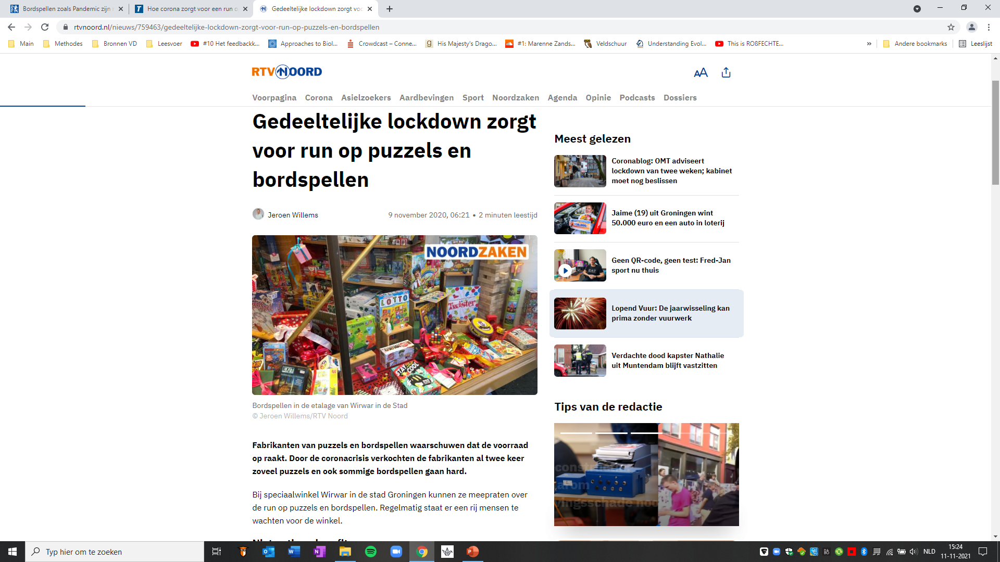 Bordspellen zoals Pandemic zijn
Hoe corona zorgt voor een run o
Gedeeltelijke lockdown zorgt voo
rtvnoord.nl/nieuws/759463/gedeeltelijke-lockdown-zorgt-voor-run-op-puzzels-en-bordspellen
Main
Methodes
Bronnen VD
Leesvoer
#10 Het feedbackk...
Approaches to Biol...
Crowdcast – Conne...
His Majesty's Drago...
#1: Marenne Zands...
Veldschuur
Understanding Evol...
This is ROßFECHTE...
»
Andere bookmarks
Leeslijst
RTV NOORD
AA
Voorpagina Corona Asielzoekers Aardbevingen Sport Noordzaken Agenda Opinie Podcasts Dossiers
Gedeeltelijke lockdown zorgt
voor run op puzzels en
bordspellen
Jeroen Willems
9 november 2020, 06:21 • 2 minuten leestijd
NOORDZAKEN
LOTTO
Twister
ACTION
EXIT
STAY COOL
Bordspellen in de etalage van Wirwar in de Stad
© Jeroen Willems/RTV Noord
Fabrikanten van puzzels en bordspellen waarschuwen dat de voorraad
op raakt. Door de coronacrisis verkochten de fabrikanten al twee keer
zoveel puzzels en ook sommige bordspellen gaan hard.
Bij speciaalwinkel Wirwar in de stad Groningen kunnen ze meepraten over
de run op puzzels en bordspellen. Regelmatig staat er een rij mensen te
wachten voor de winkel.
Meest gelezen
Coronablog: OMT adviseert
lockdown van twee weken; kabinet
moet nog beslissen
Jaime (19) uit Groningen wint
50.000 euro en een auto in loterij
Geen QR-code, geen test: Fred-Jan
sport nu thuis
Lopend Vuur: De jaarwisseling kan
prima zonder vuurwerk
Verdachte dood kapster Nathalie
uit Muntendam blijft vastzitten
Tips van de redactie
Typ hier om te zoeken
NLD
15:24
11-11-2021